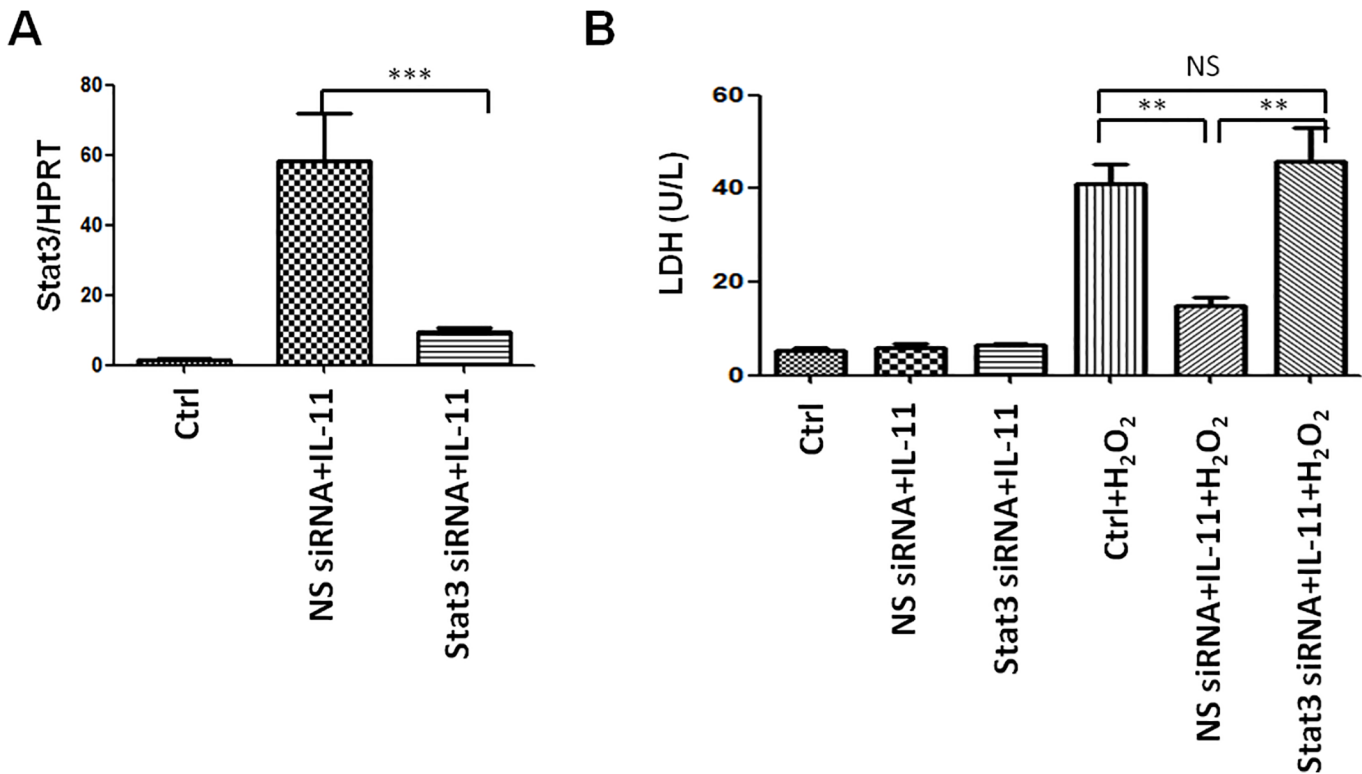 A
Stat3/HPRT
80
60
40
20
0
***
Ctrl
NS siRNA+IL-11
Stat3 siRNA+IL-11
B
LDH (U/L)
60
40
20
0
NS
**
**
Ctrl
NS siRNA+IL-11
Stat3 siRNA+IL-11
Ctrl+H₂O₂
NS siRNA+IL-11+H₂O₂
Stat3 siRNA+IL-11+H₂O₂